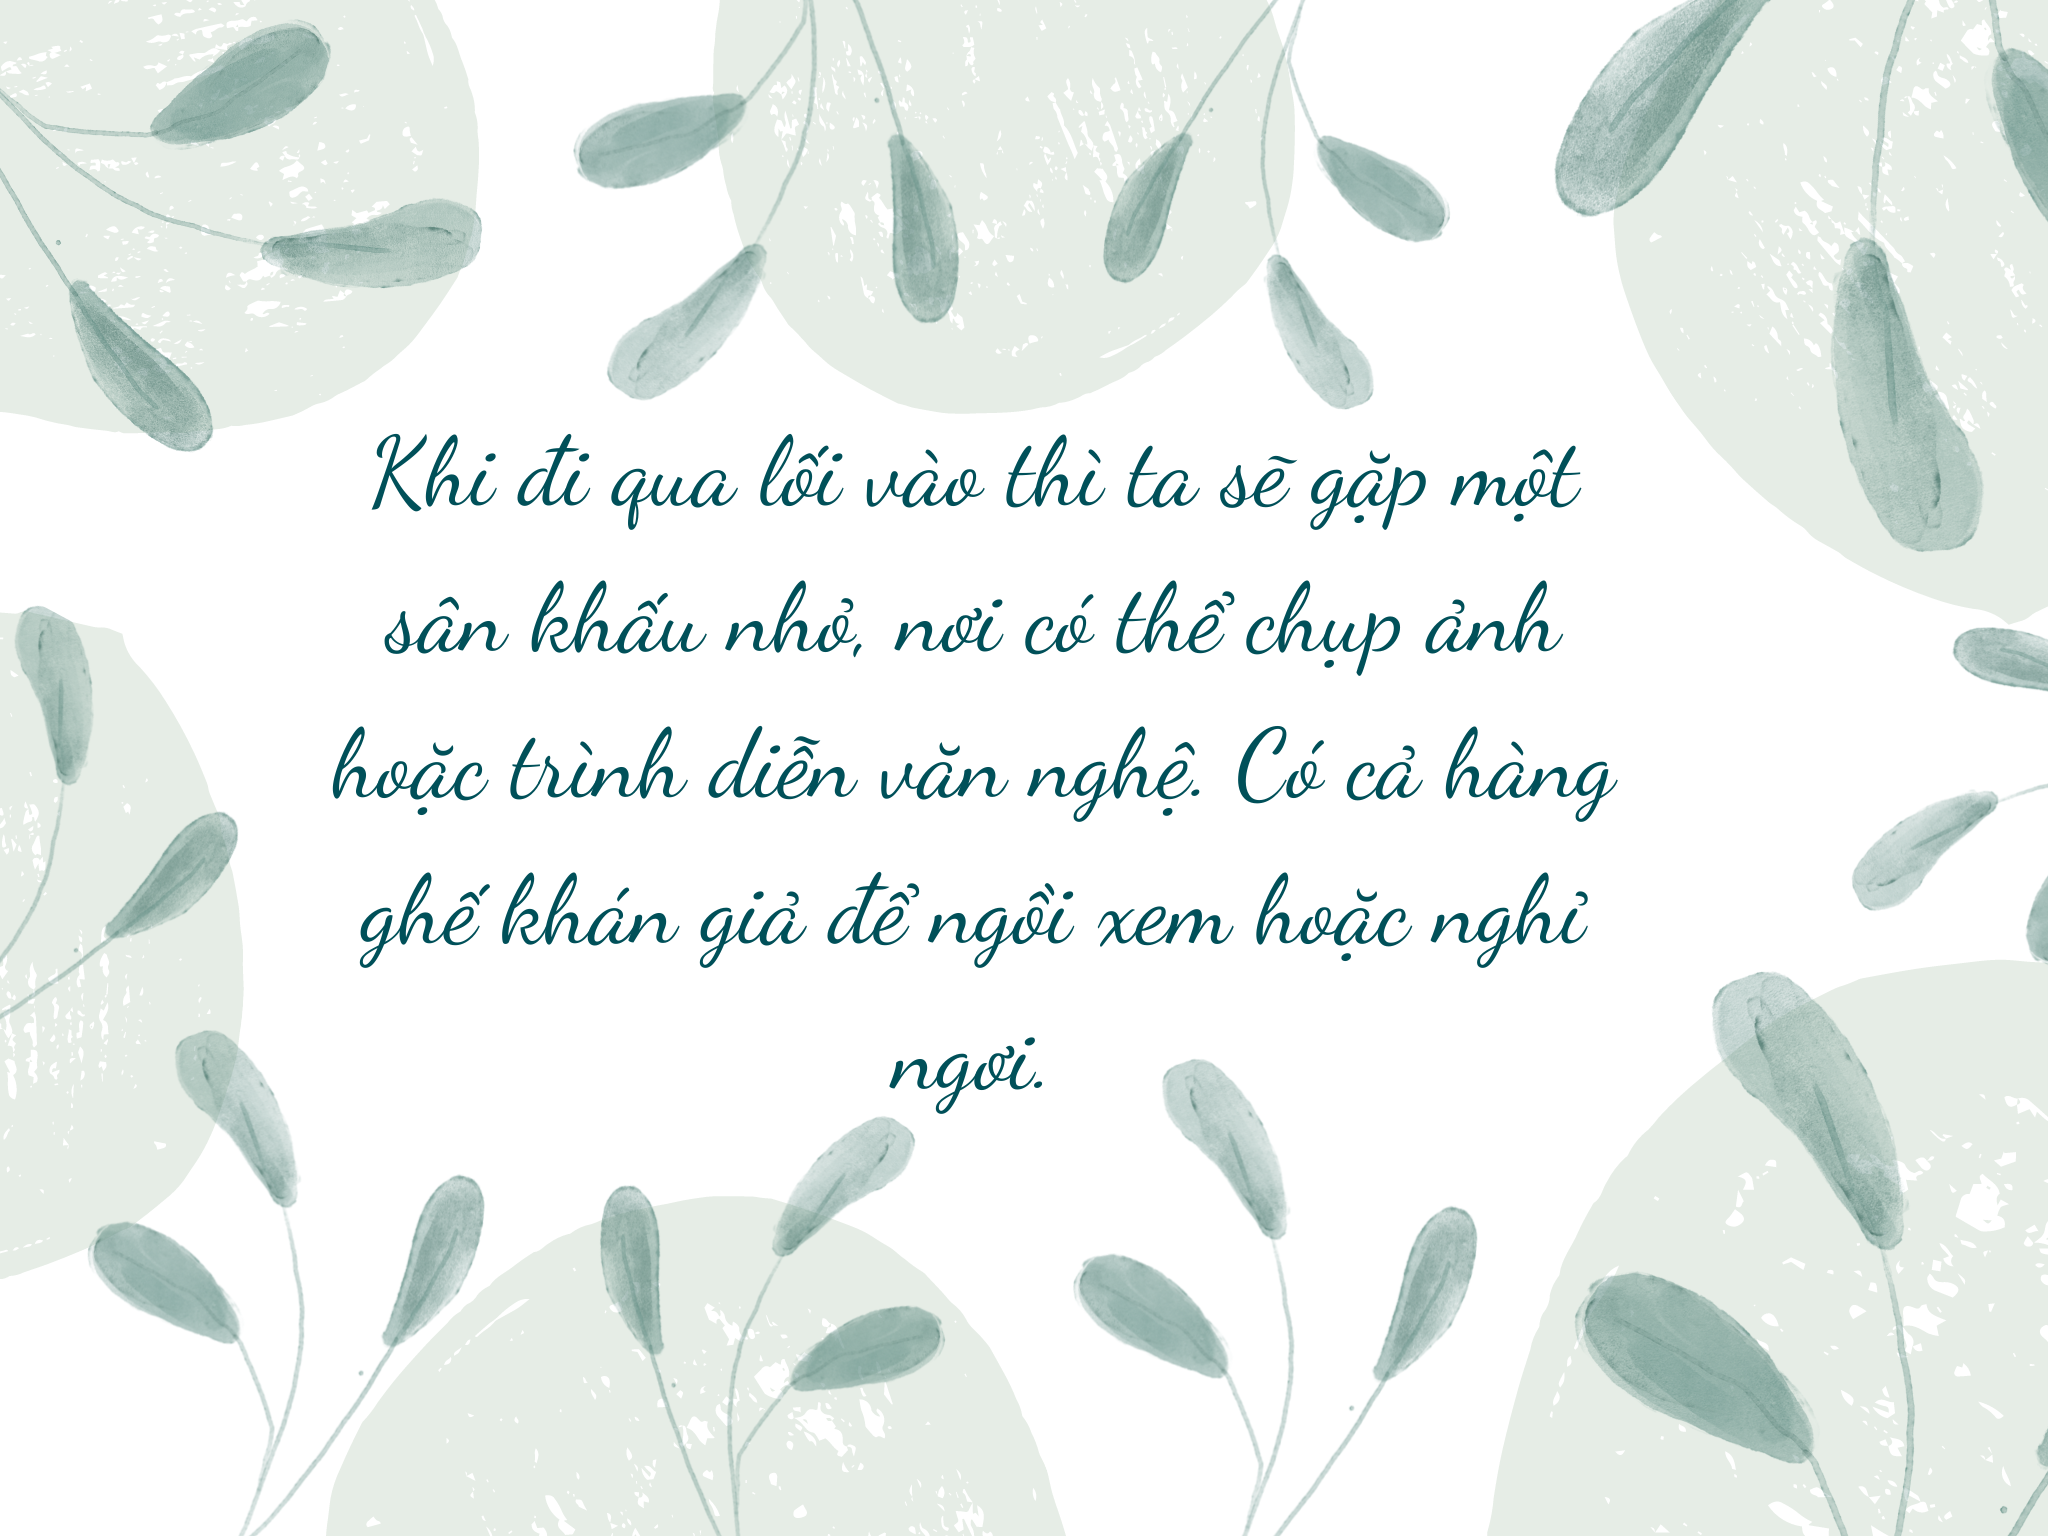 Khi đi qua lối vào thì ta sẽ gặp một
sân khấu nhỏ, nơi có thể chụp ảnh
hoặc trình diễn văn nghệ. Có cả hàng
ghế khán giả để ngồi xem hoặc nghỉ
ngơi.